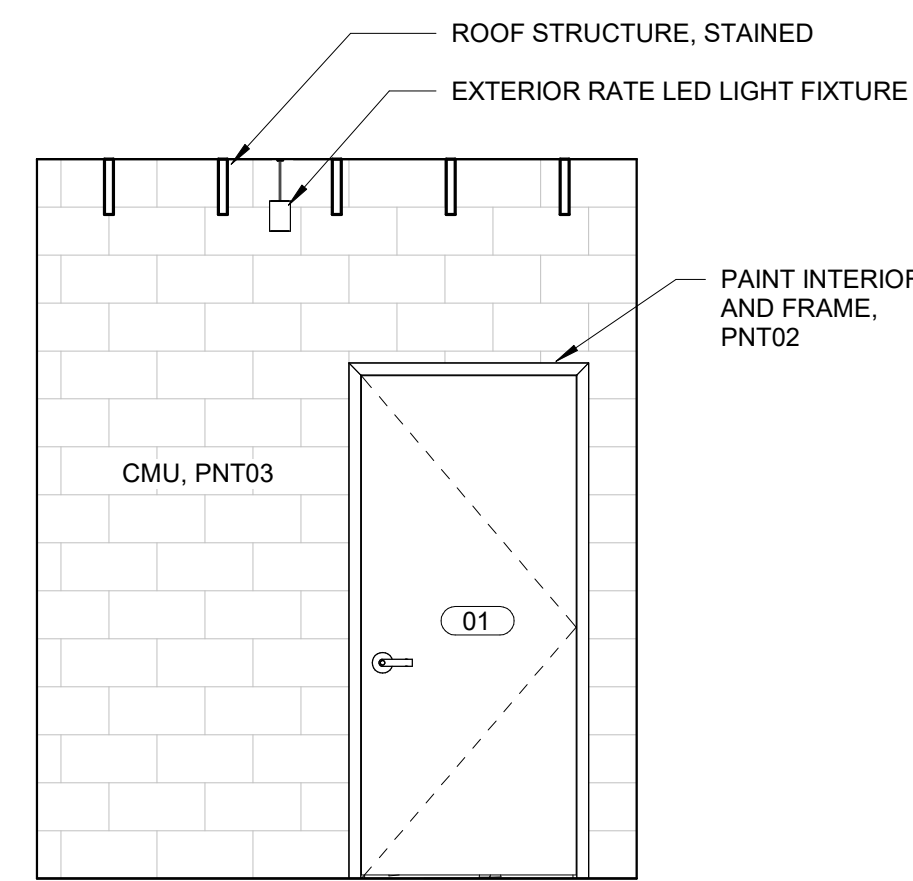 ROOF STRUCTURE, STAINED
EXTERIOR RATE LED LIGHT FIXTURE
PAINT INTERIOR
AND FRAME,
PNT02
CMU, PNT03
01